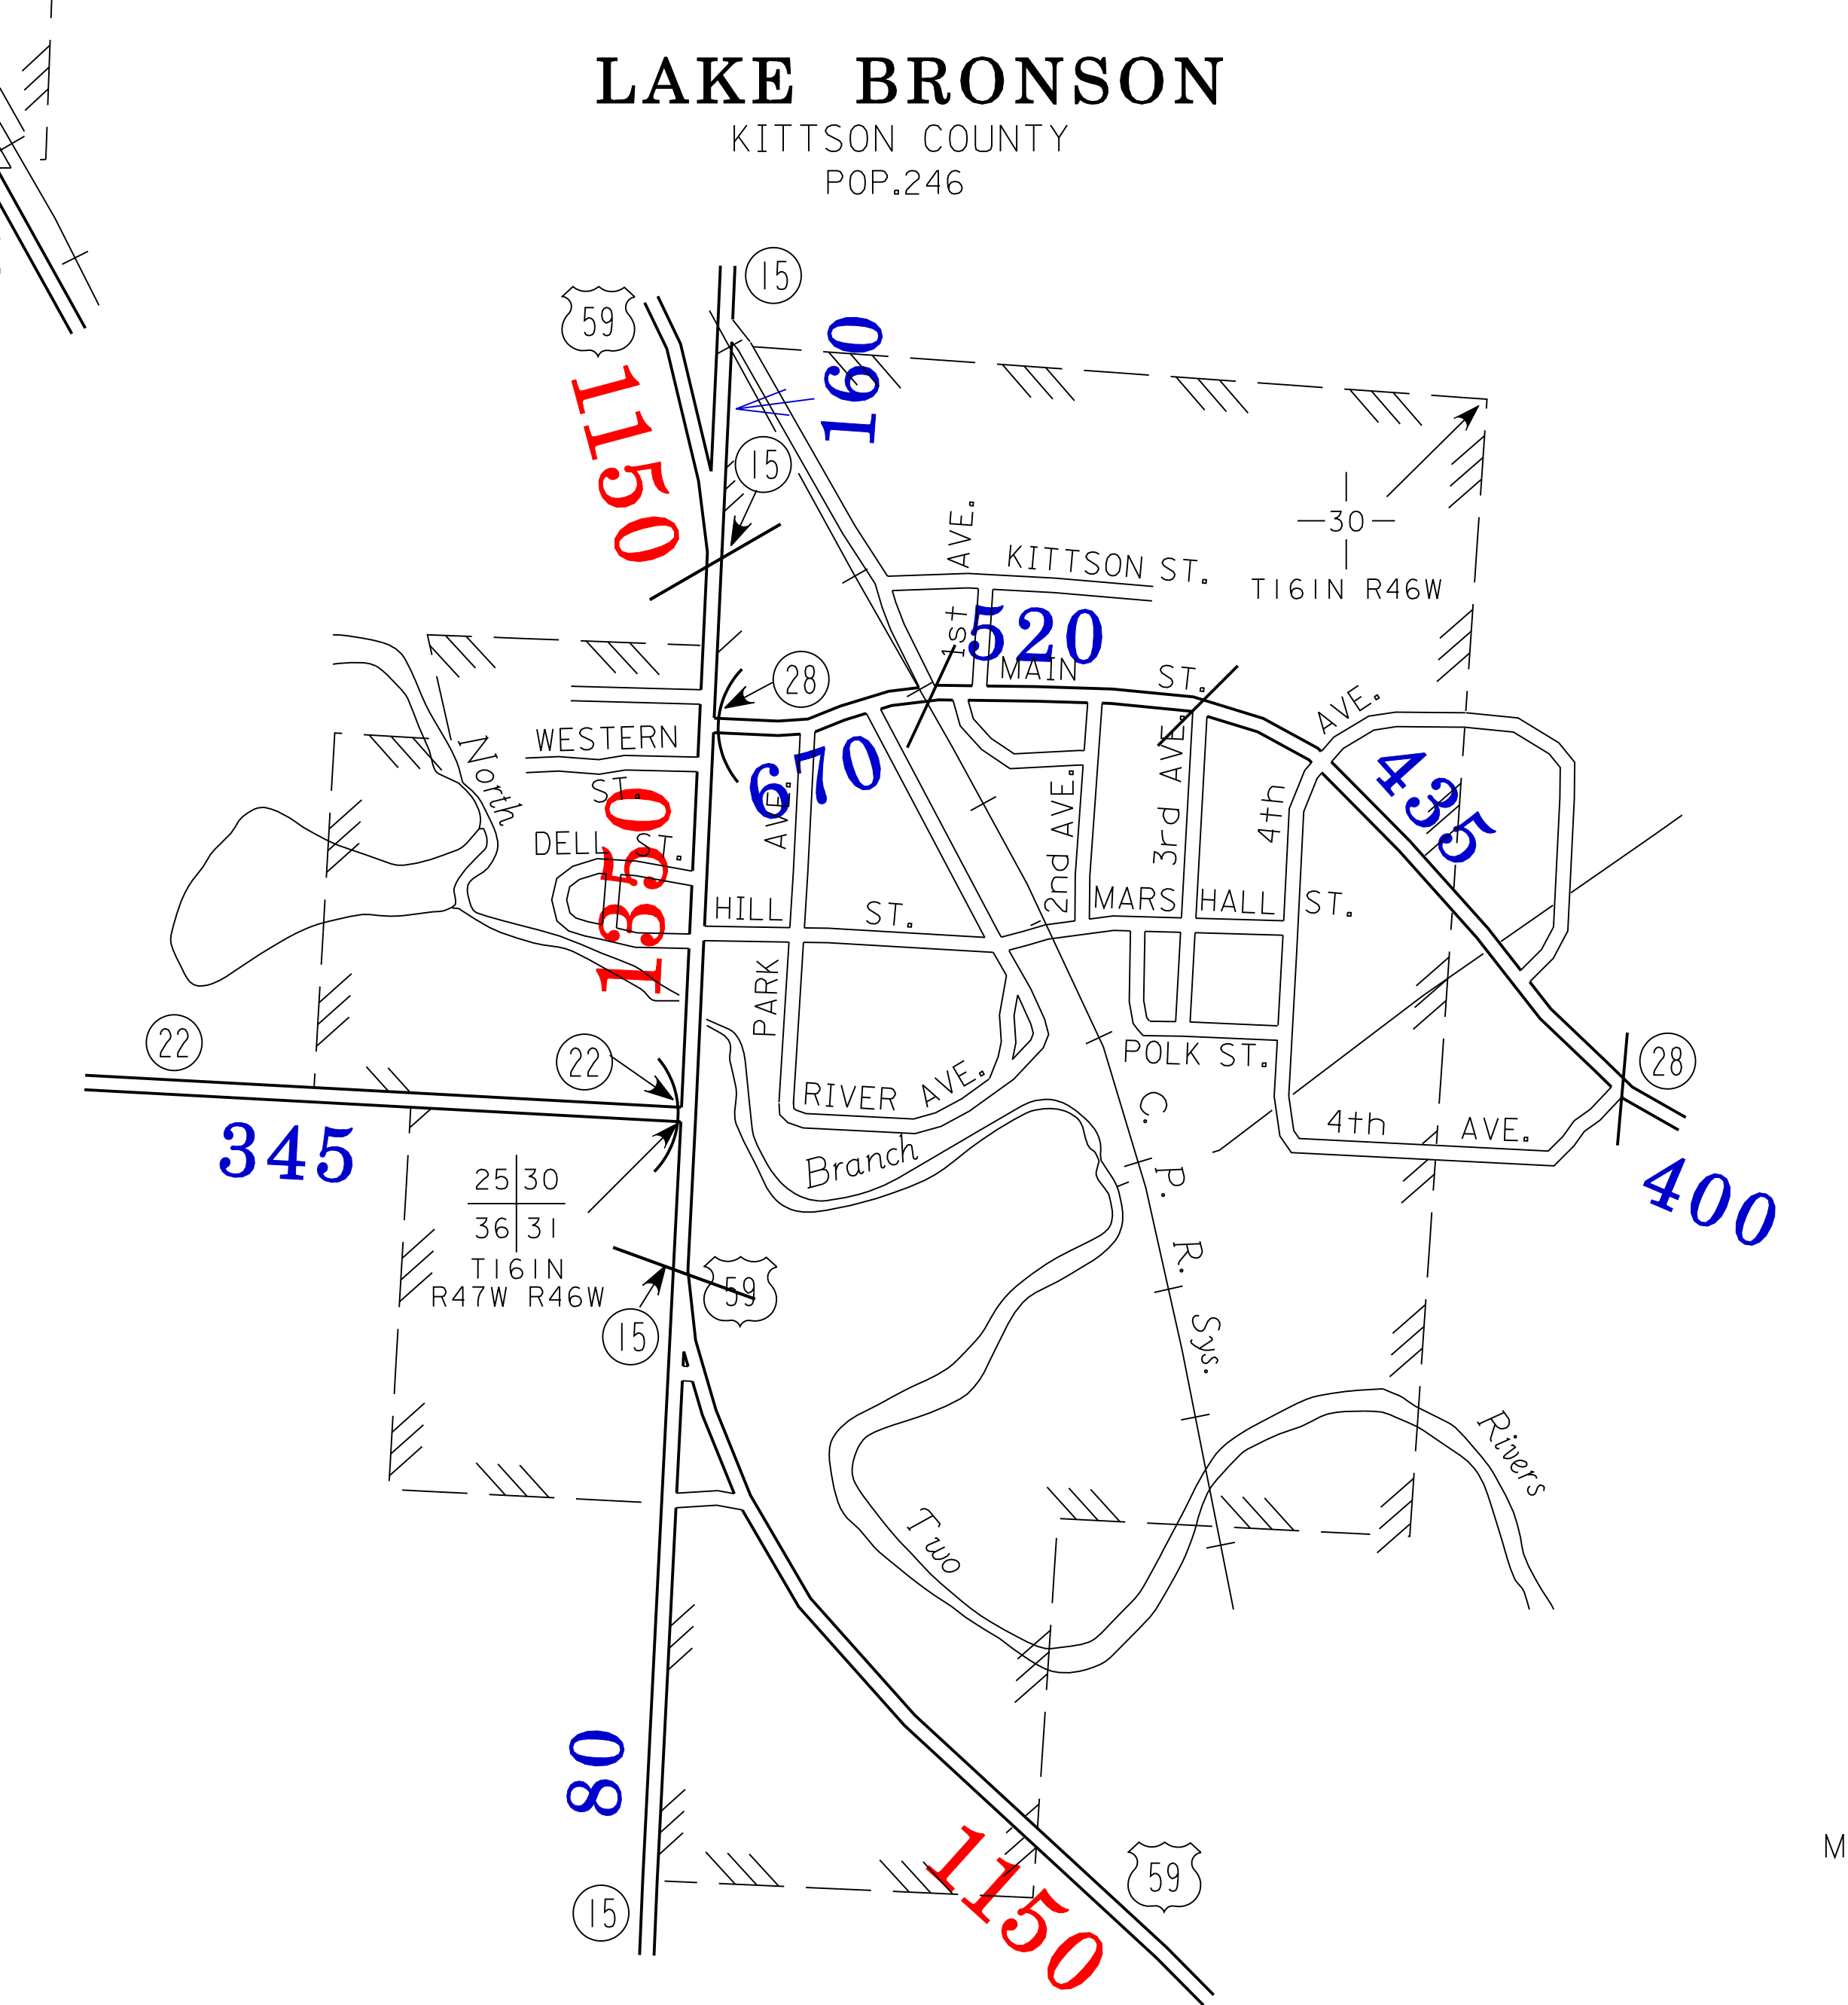 LAKE BRONSON
KITTSON COUNTY
POP.246
15
59
160
1150
15
1st AVE.
KITTSON ST.
30
T161N R46W
520
MAIN ST.
28
WESTERN ST.
North
670
AVE.
435
DELL ST.
1350
PARK AVE.
2nd AVE.
3rd AVE.
4th AVE.
HILL ST.
MARSHALL ST.
22
22
POLK ST.
28
RIVER AVE.
4th AVE.
345
Branch
C. P. R. Sys.
400
25 30
36 31
T161N
R47W R46W
59
15
Rivers
Two
80
1150
59
15
M